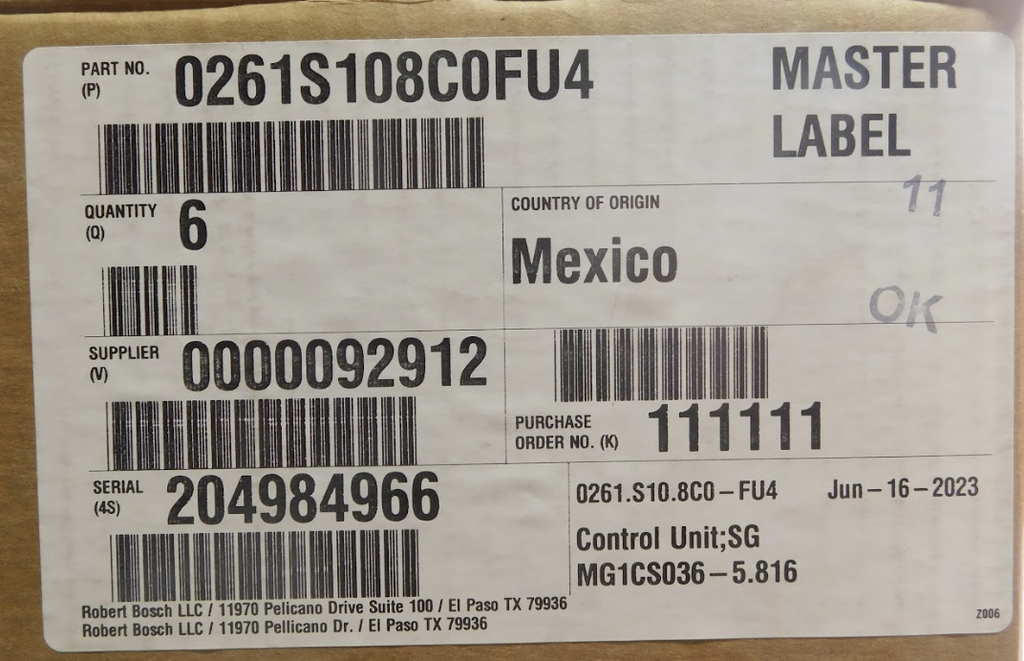 PART NO.
(P)
0261S108C0FU4
MASTER
LABEL
QUANTITY
(Q)
6
COUNTRY OF ORIGIN
Mexico
11
OK
SUPPLIER
(V)
0000092912
PURCHASE
ORDER NO. (K)
111111
SERIAL
(4S)
204984966
0261.S10.8C0-FU4 Jun-16-2023
Control Unit;SG
MG1CS036-5.816
Robert Bosch LLC / 11970 Pelicano Drive Suite 100 / El Paso TX 79936
Robert Bosch LLC / 11970 Pellicano Dr. / El Paso TX 79936
Z006